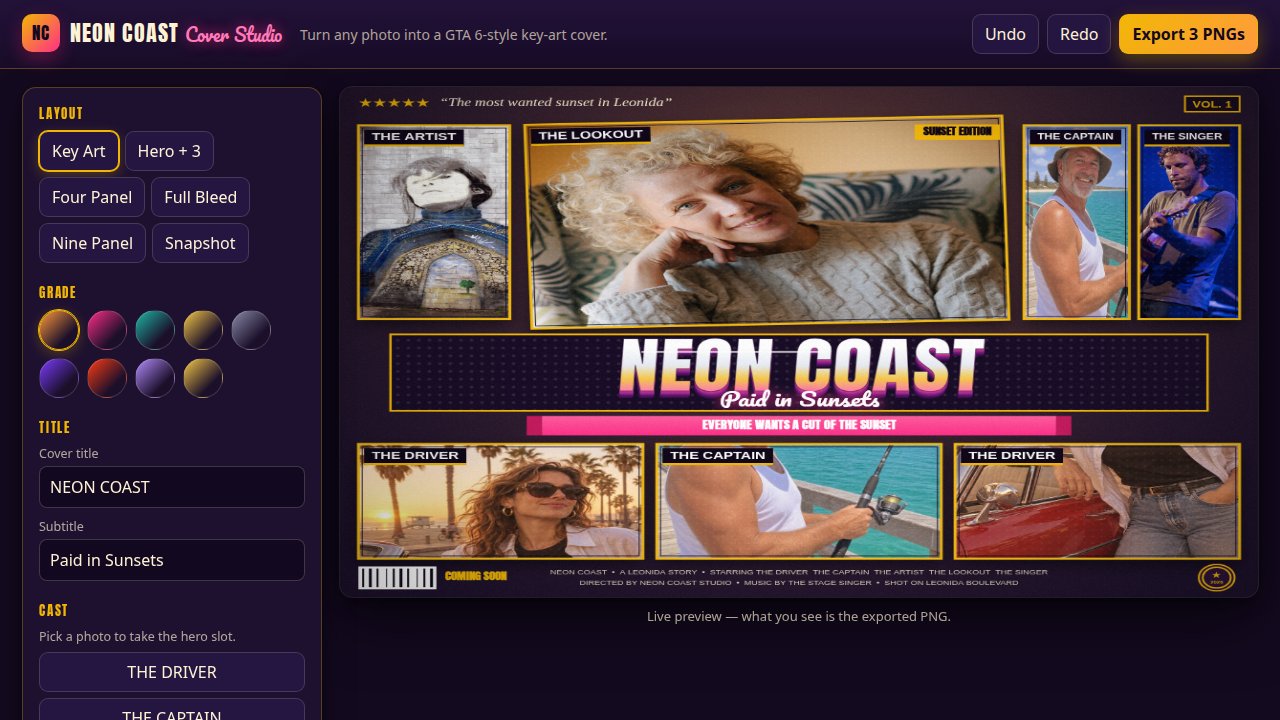 NC NEON COAST Cover Studio Turn any photo into a GTA 6-style key-art cover. Undo Redo Export 3 PNGs
LAYOUT
Key Art Hero + 3
Four Panel Full Bleed
Nine Panel Snapshot
GRADE
TITLE
Cover title
NEON COAST
Subtitle
Paid in Sunsets
CAST
Pick a photo to take the hero slot.
THE DRIVER
THE CAPTAIN
★★★★★ “The most wanted sunset in Leonida” VOL. 1
THE ARTIST THE LOOKOUT SUNSET EDITION THE CAPTAIN THE SINGER
NEON COAST
Paid in Sunsets
EVERYONE WANTS A CUT OF THE SUNSET
THE DRIVER THE CAPTAIN THE DRIVER
COMING SOON
NEON COAST • A LEONIDA STORY • STARRING THE DRIVER THE CAPTAIN THE ARTIST THE LOOKOUT THE SINGER
DIRECTED BY NEON COAST STUDIO • MUSIC BY THE STAGE SINGER • SHOT ON LEONIDA BOULEVARD
Live preview — what you see is the exported PNG.